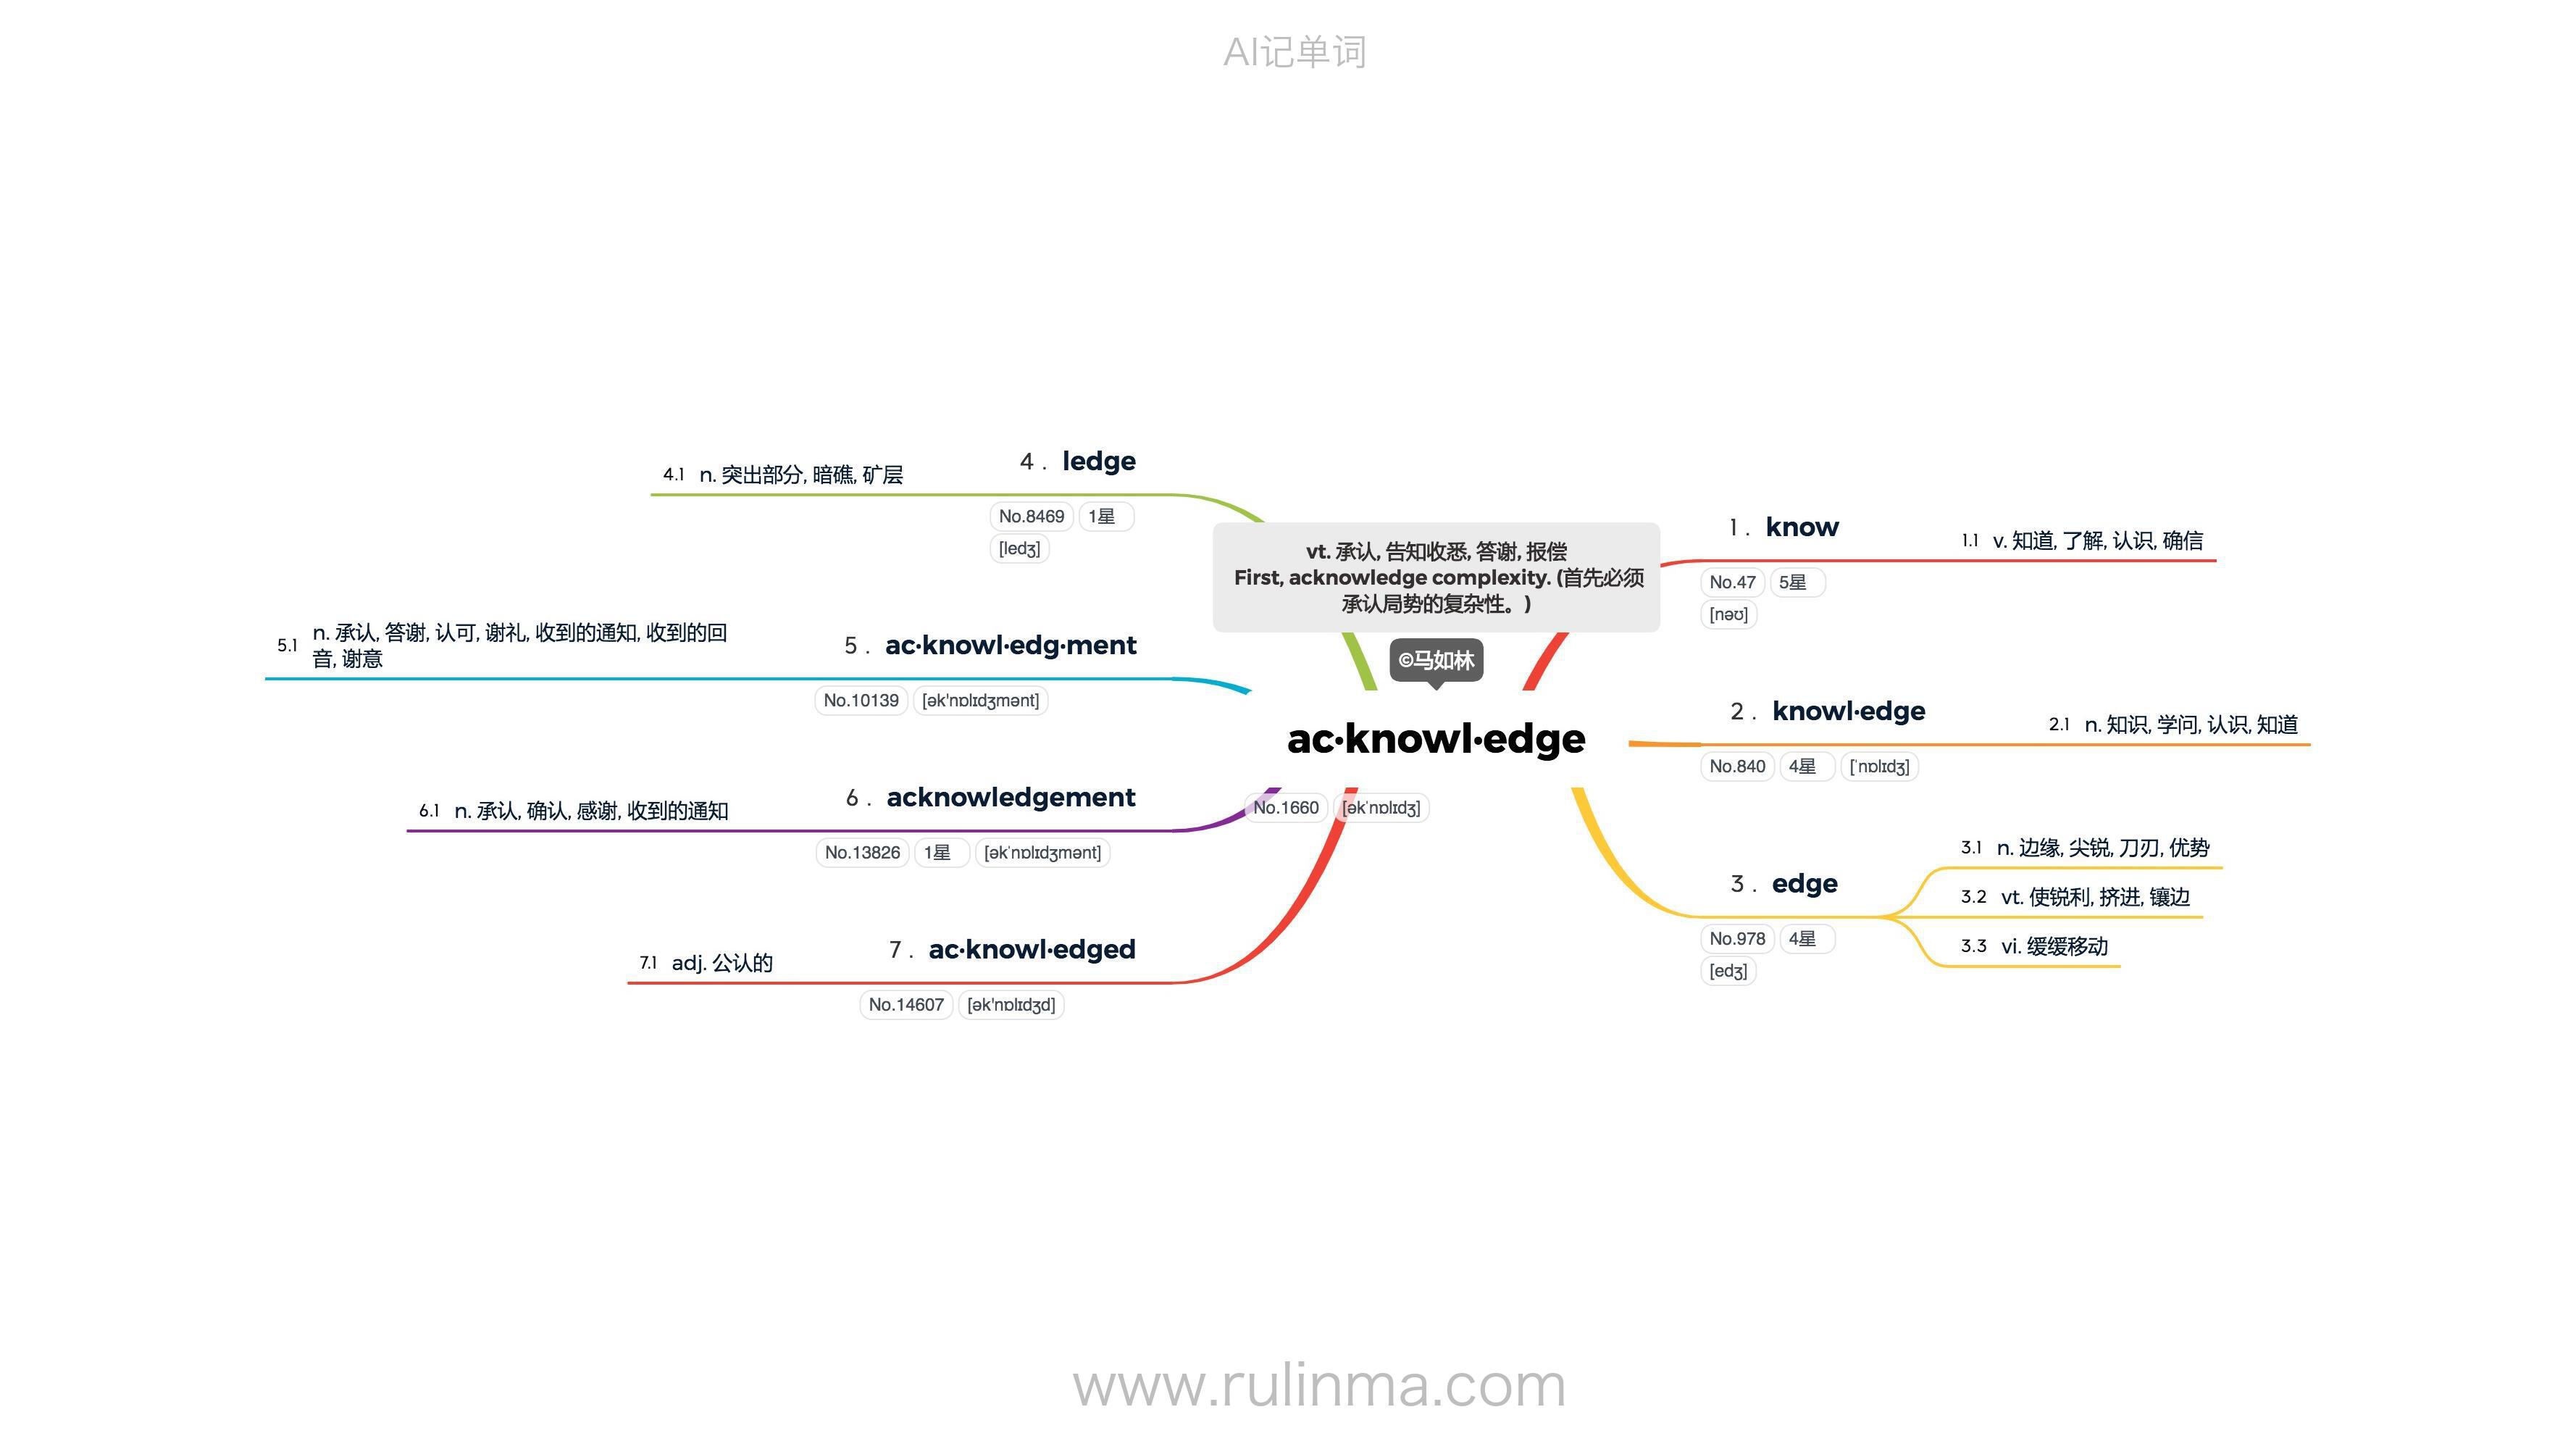 AI记单词
vt. 承认, 告知收悉, 答谢, 报偿
First, acknowledge complexity. (首先必须
承认局势的复杂性。)
©马如林
ac·knowl·edge
No.1660 [əkˈnɒlɪdʒ]
1. know
No.47 5星
[nəʊ]
1.1 v. 知道, 了解, 认识, 确信
2. knowl·edge
No.840 4星 [ˈnɒlɪdʒ]
2.1 n. 知识, 学问, 认识, 知道
3. edge
No.978 4星
[edʒ]
3.1 n. 边缘, 尖锐, 刀刃, 优势
3.2 vt. 使锐利, 挤进, 镶边
3.3 vi. 缓缓移动
4. ledge
No.8469 1星
[ledʒ]
4.1 n. 突出部分, 暗礁, 矿层
5. ac·knowl·edg·ment
No.10139 [ək'nɒlɪdʒmənt]
5.1 n. 承认, 答谢, 认可, 谢礼, 收到的通知, 收到的回
音, 谢意
6. acknowledgement
No.13826 1星 [əkˈnɒlɪdʒmənt]
6.1 n. 承认, 确认, 感谢, 收到的通知
7. ac·knowl·edged
No.14607 [ək'nɒlɪdʒd]
7.1 adj. 公认的
www.rulinma.com